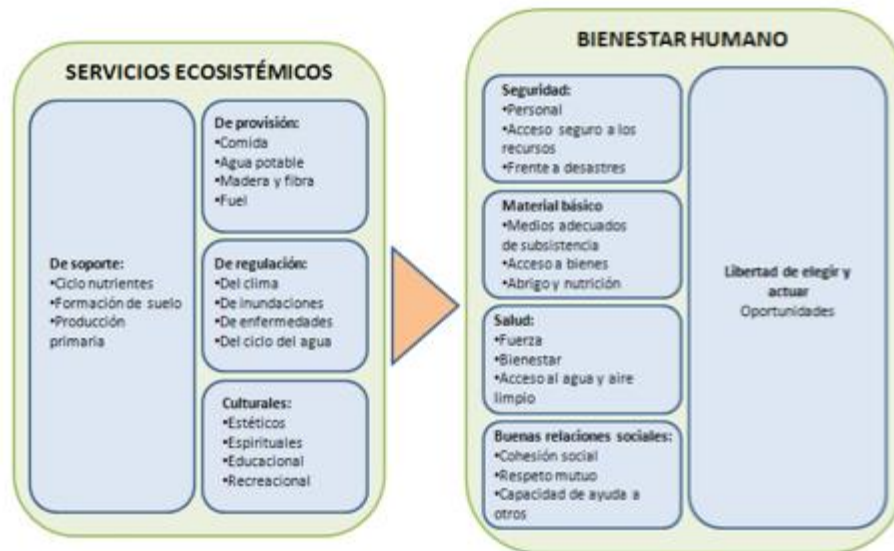 SERVICIOS ECOSISTÉMICOS
De soporte:
•Ciclo nutrientes
•Formación de suelo
•Producción
primaria
De provisión:
•Comida
•Agua potable
•Madera y fibra
•Fuel
De regulación:
•Del clima
•De inundaciones
•De enfermedades
•Del ciclo del agua
Culturales:
•Estéticos
•Espirituales
•Educacional
•Recreacional
BIENESTAR HUMANO
Seguridad:
•Personal
•Acceso seguro a los
recursos
•Frente a desastres
Material básico
•Medios adecuados
de subsistencia
•Acceso a bienes
•Abrigo y nutrición
Salud:
•Fuerza
•Bienestar
•Acceso al agua y aire
limpio
Buenas relaciones sociales:
•Cohesión social
•Respeto mutuo
•Capacidad de ayuda a
otros
Libertad de elegir y
actuar
Oportunidades